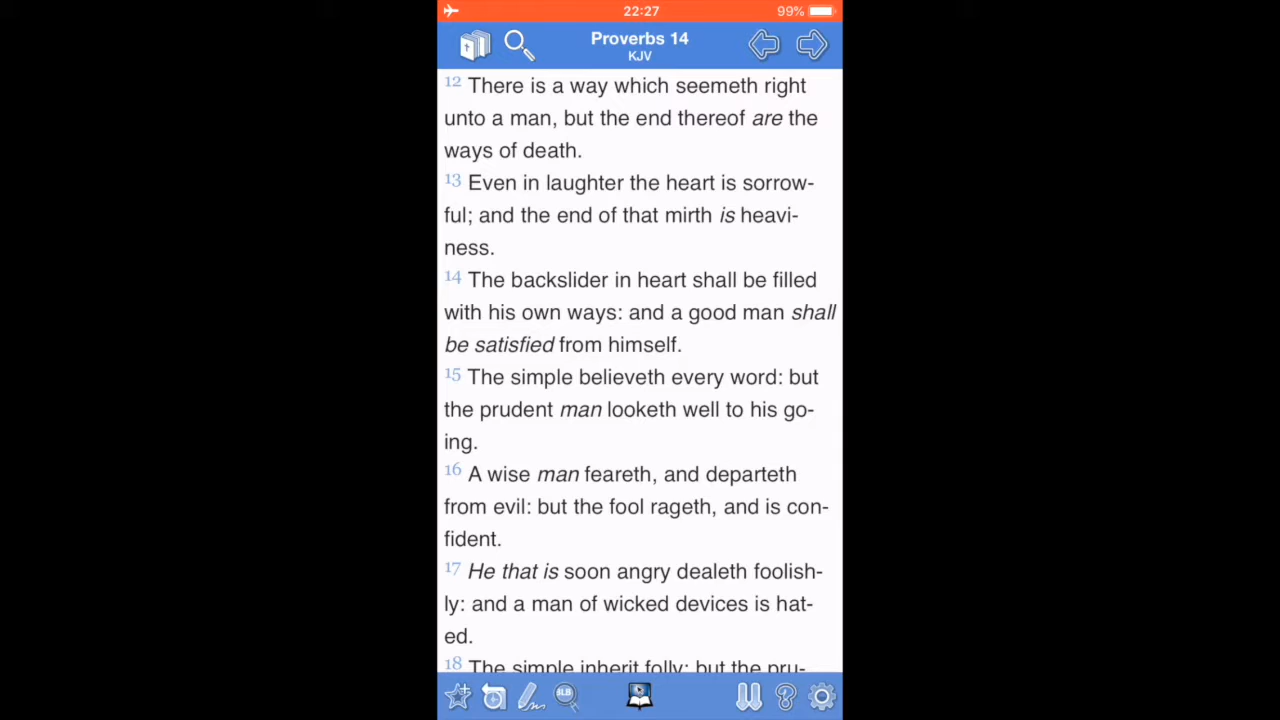 22:27
99%
Proverbs 14
KJV
12 There is a way which seemeth right
unto a man, but the end thereof are the
ways of death.
13 Even in laughter the heart is sorrow-
ful; and the end of that mirth is heavi-
ness.
14 The backslider in heart shall be filled
with his own ways: and a good man shall
be satisfied from himself.
15 The simple believeth every word: but
the prudent man looketh well to his go-
ing.
16 A wise man feareth, and departeth
from evil: but the fool rageth, and is con-
fident.
17 He that is soon angry dealeth foolish-
ly: and a man of wicked devices is hat-
ed.
18 The simple inherit folly: but the pru-
BLB